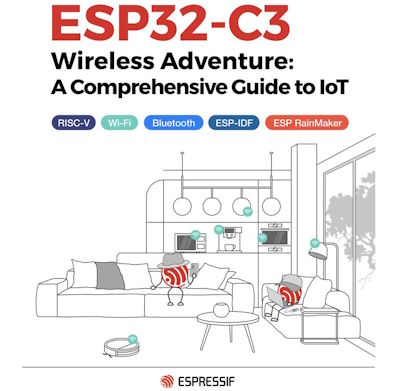 ESP32-C3
Wireless Adventure:
A Comprehensive Guide to IoT
RISC-V Wi-Fi Bluetooth ESP-IDF ESP RainMaker
ESPRESSIF